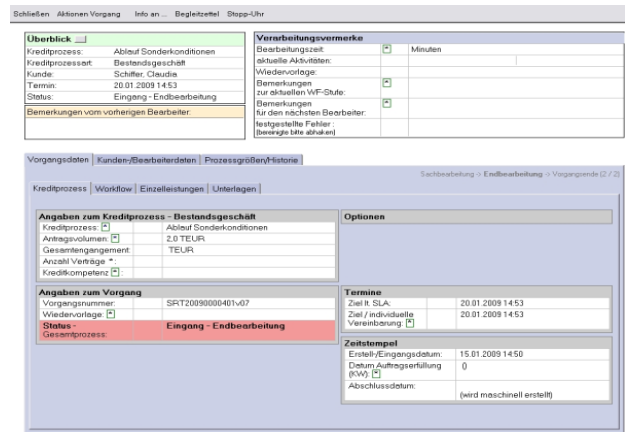 Schließen Aktionen Vorgang Info an ... Begleitzettel Stopp-Uhr
Überblick
Kreditprozess: Ablauf Sonderkonditionen
Kreditprozessart: Bestandsgeschäft
Kunde: Schiffer, Claudia
Termin: 20.01.2009 14:53
Status: Eingang - Endbearbeitung
Bemerkungen vom vorherigen Bearbeiter:
Verarbeitungsvermerke
Bearbeitungszeit: Minuten
aktuelle Aktivitäten:
Wiedervorlage:
Bemerkungen
zur aktuellen WF-Stufe:
Bemerkungen
für den nächsten Bearbeiter:
festgestellte Fehler :
(bereinigte bitte abhaken)
Vorgangsdaten Kunden-/Bearbeiterdaten Prozessgrößen/Historie
Sachbearbeitung -> Endbearbeitung -> Vorgangsende (2 / 2)
Kreditprozess Workflow Einzelleistungen Unterlagen
Angaben zum Kreditprozess - Bestandsgeschäft
Kreditprozess: Ablauf Sonderkonditionen
Antragsvolumen: 2,0 TEUR
Gesamtengangement: TEUR
Anzahl Verträge *:
Kreditkompetenz :
Optionen
Angaben zum Vorgang
Vorgangsnummer: SRIT20090000401v07
Wiedervorlage:
Status - Eingang - Endbearbeitung
Gesamtprozess:
Termine
Ziel lt. SLA: 20.01.2009 14:53
Ziel / individuelle 20.01.2009 14:53
Vereinbarung:
Zeitstempel
Erstell-/Eingangsdatum: 15.01.2009 14:50
Datum Auftragserfüllung ()
(KW):
Abschlussdatum:
(wird maschinell erstellt)